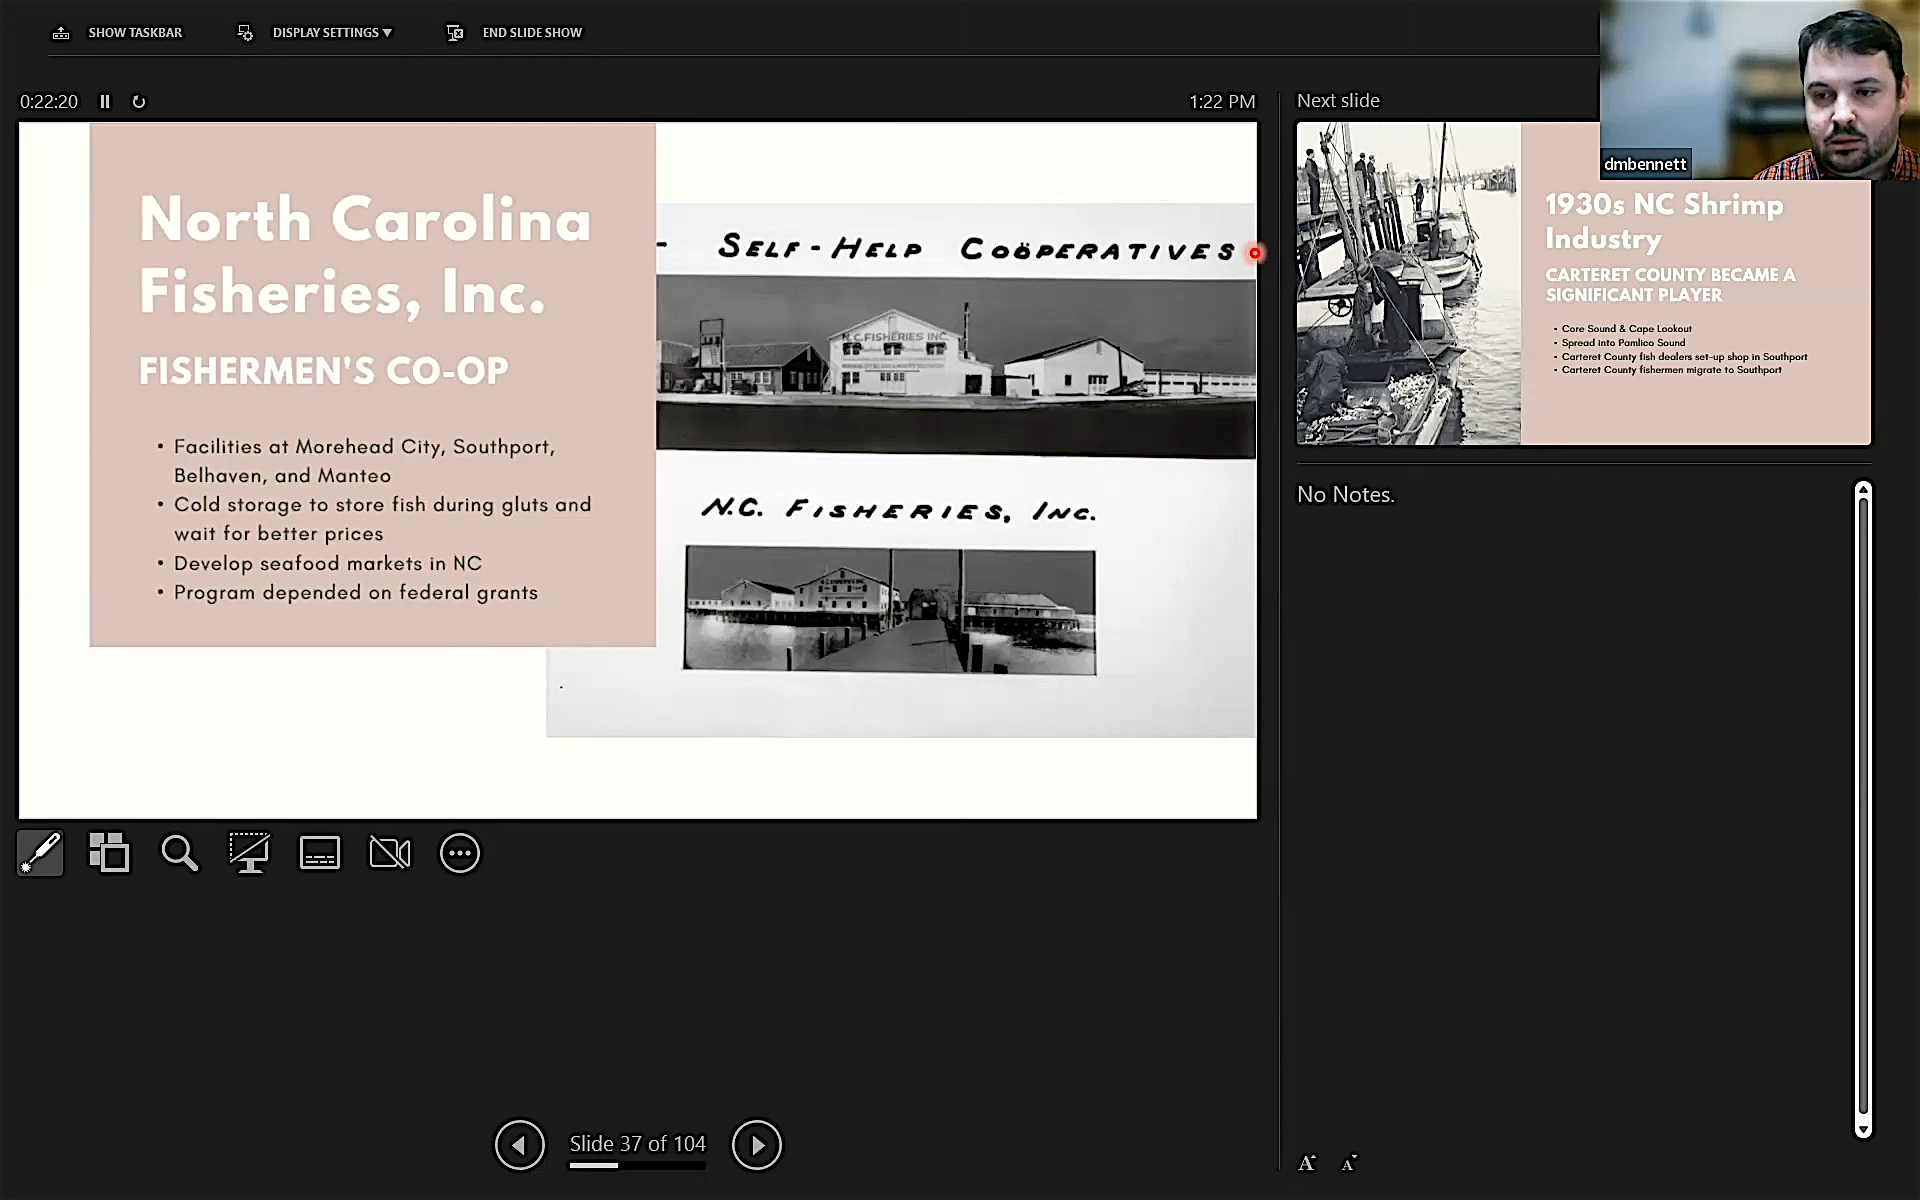 SHOW TASKBAR
DISPLAY SETTINGS ▼
END SLIDE SHOW
0:22:20
1:22 PM
North Carolina
Fisheries, Inc.
FISHERMEN'S CO-OP
• Facilities at Morehead City, Southport,
Belhaven, and Manteo
• Cold storage to store fish during gluts and
wait for better prices
• Develop seafood markets in NC
• Program depended on federal grants
- SELF-HELP COÖPERATIVES
N.C.FISHERIES INC.
N.C. FISHERIES, INC.
N.C.FISHERIES INC.
Next slide
dmbennett
1930s NC Shrimp
Industry
CARTERET COUNTY BECAME A
SIGNIFICANT PLAYER
• Core Sound & Cape Lookout
• Spread into Pamlico Sound
• Carteret County fish dealers set-up shop in Southport
• Carteret County fishermen migrate to Southport
No Notes.
Slide 37 of 104
A A